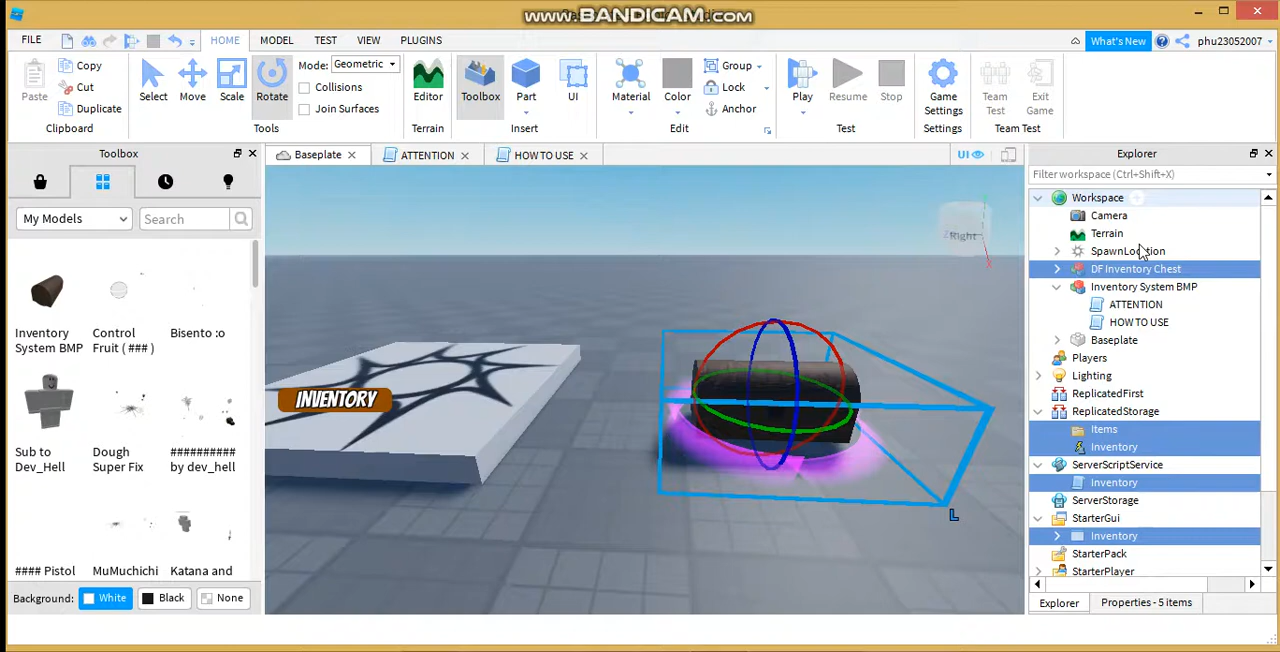 www.BANDICAM.com
FILE
HOME
MODEL
TEST
VIEW
PLUGINS
What's New
phu23052007
Paste
Copy
Cut
Duplicate
Clipboard
Select
Move
Scale
Rotate
Mode: Geometric
Collisions
Join Surfaces
Tools
Editor
Terrain
Toolbox
Part
UI
Insert
Material
Color
Group
Lock
Anchor
Edit
Play
Resume
Stop
Test
Game
Settings
Settings
Team
Test
Exit
Game
Team Test
Toolbox
Baseplate
ATTENTION
HOW TO USE
UI
Explorer
My Models
Search
Inventory
System BMP
Control
Fruit ( ### )
Bisento :o
Sub to
Dev_Hell
Dough
Super Fix
##########
by dev_hell
#### Pistol
MuMuchichi
Katana and
Background:
White
Black
None
INVENTORY
Right
X
L
Filter workspace (Ctrl+Shift+X)
Workspace
Camera
Terrain
SpawnLocation
DF Inventory Chest
Inventory System BMP
ATTENTION
HOW TO USE
Baseplate
Players
Lighting
ReplicatedFirst
ReplicatedStorage
Items
Inventory
ServerScriptService
Inventory
ServerStorage
StarterGui
Inventory
StarterPack
StarterPlayer
Explorer
Properties - 5 items